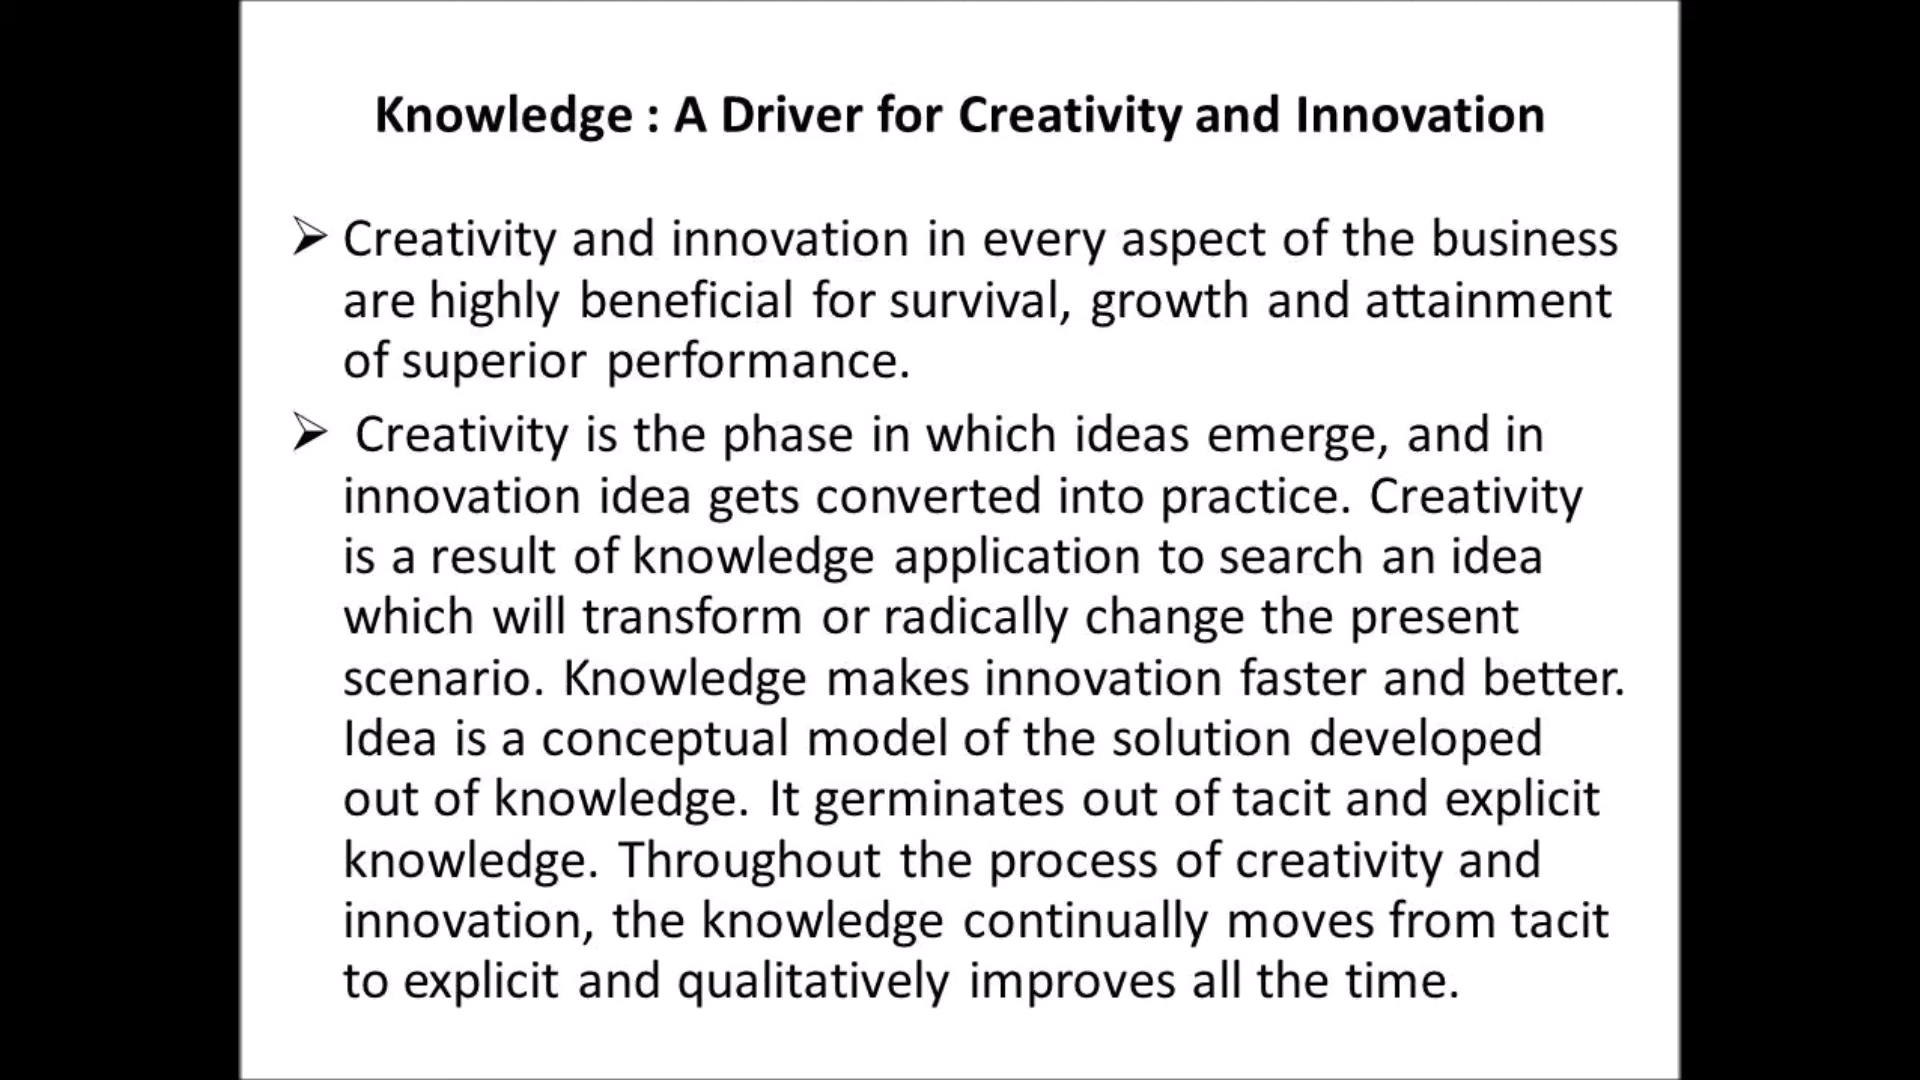 Knowledge : A Driver for Creativity and Innovation
➢ Creativity and innovation in every aspect of the business
are highly beneficial for survival, growth and attainment
of superior performance.
➢ Creativity is the phase in which ideas emerge, and in
innovation idea gets converted into practice. Creativity
is a result of knowledge application to search an idea
which will transform or radically change the present
scenario. Knowledge makes innovation faster and better.
Idea is a conceptual model of the solution developed
out of knowledge. It germinates out of tacit and explicit
knowledge. Throughout the process of creativity and
innovation, the knowledge continually moves from tacit
to explicit and qualitatively improves all the time.